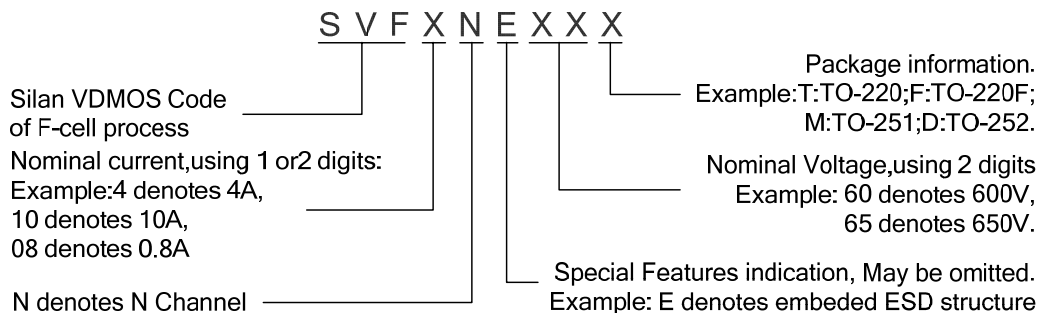 S V F X N E X X X
Silan VDMOS Code
of F-cell process
Nominal current,using 1 or2 digits:
Example:4 denotes 4A,
10 denotes 10A,
08 denotes 0.8A
N denotes N Channel
Package information.
Example:T:TO-220;F:TO-220F;
M:TO-251;D:TO-252.
Nominal Voltage,using 2 digits
Example: 60 denotes 600V,
65 denotes 650V.
Special Features indication, May be omitted.
Example: E denotes embeded ESD structure